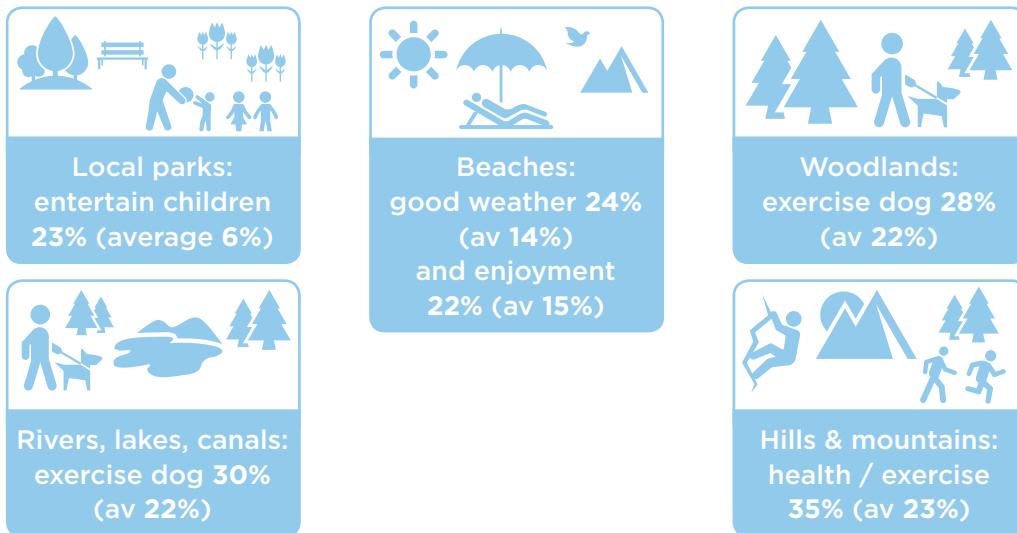 Local parks:
entertain children
23% (average 6%)
Beaches:
good weather 24%
(av 14%)
and enjoyment
22% (av 15%)
Woodlands:
exercise dog 28%
(av 22%)
Rivers, lakes, canals:
exercise dog 30%
(av 22%)
Hills & mountains:
health / exercise
35% (av 23%)